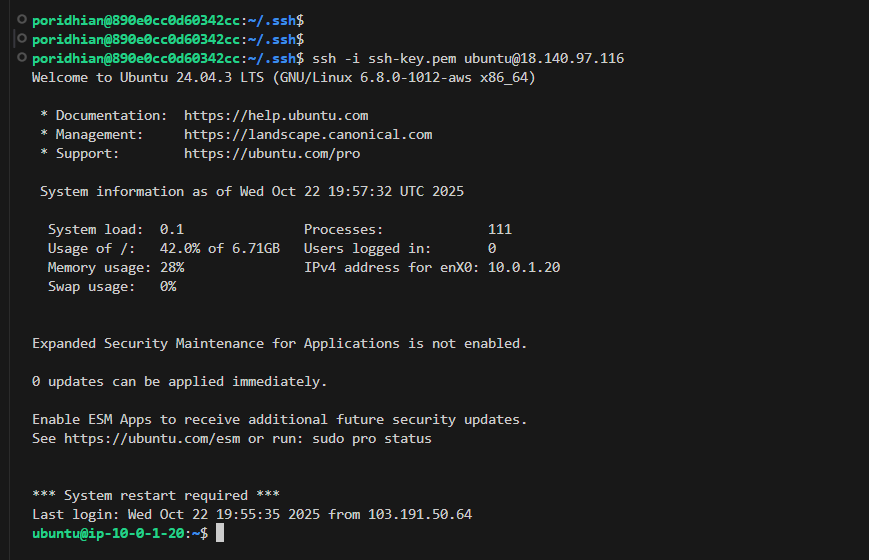 poridhian@890e0cc0d60342cc:~/.ssh$
poridhian@890e0cc0d60342cc:~/.ssh$
poridhian@890e0cc0d60342cc:~/.ssh$ ssh -i ssh-key.pem ubuntu@18.140.97.116
Welcome to Ubuntu 24.04.3 LTS (GNU/Linux 6.8.0-1012-aws x86_64)
* Documentation:  https://help.ubuntu.com
* Management:     https://landscape.canonical.com
* Support:        https://ubuntu.com/pro
System information as of Wed Oct 22 19:57:32 UTC 2025
System load:  0.1               Processes:             111
Usage of /:   42.0% of 6.71GB   Users logged in:       0
Memory usage: 28%               IPv4 address for enX0: 10.0.1.20
Swap usage:   0%
Expanded Security Maintenance for Applications is not enabled.
0 updates can be applied immediately.
Enable ESM Apps to receive additional future security updates.
See https://ubuntu.com/esm or run: sudo pro status
*** System restart required ***
Last login: Wed Oct 22 19:55:35 2025 from 103.191.50.64
ubuntu@ip-10-0-1-20:~$